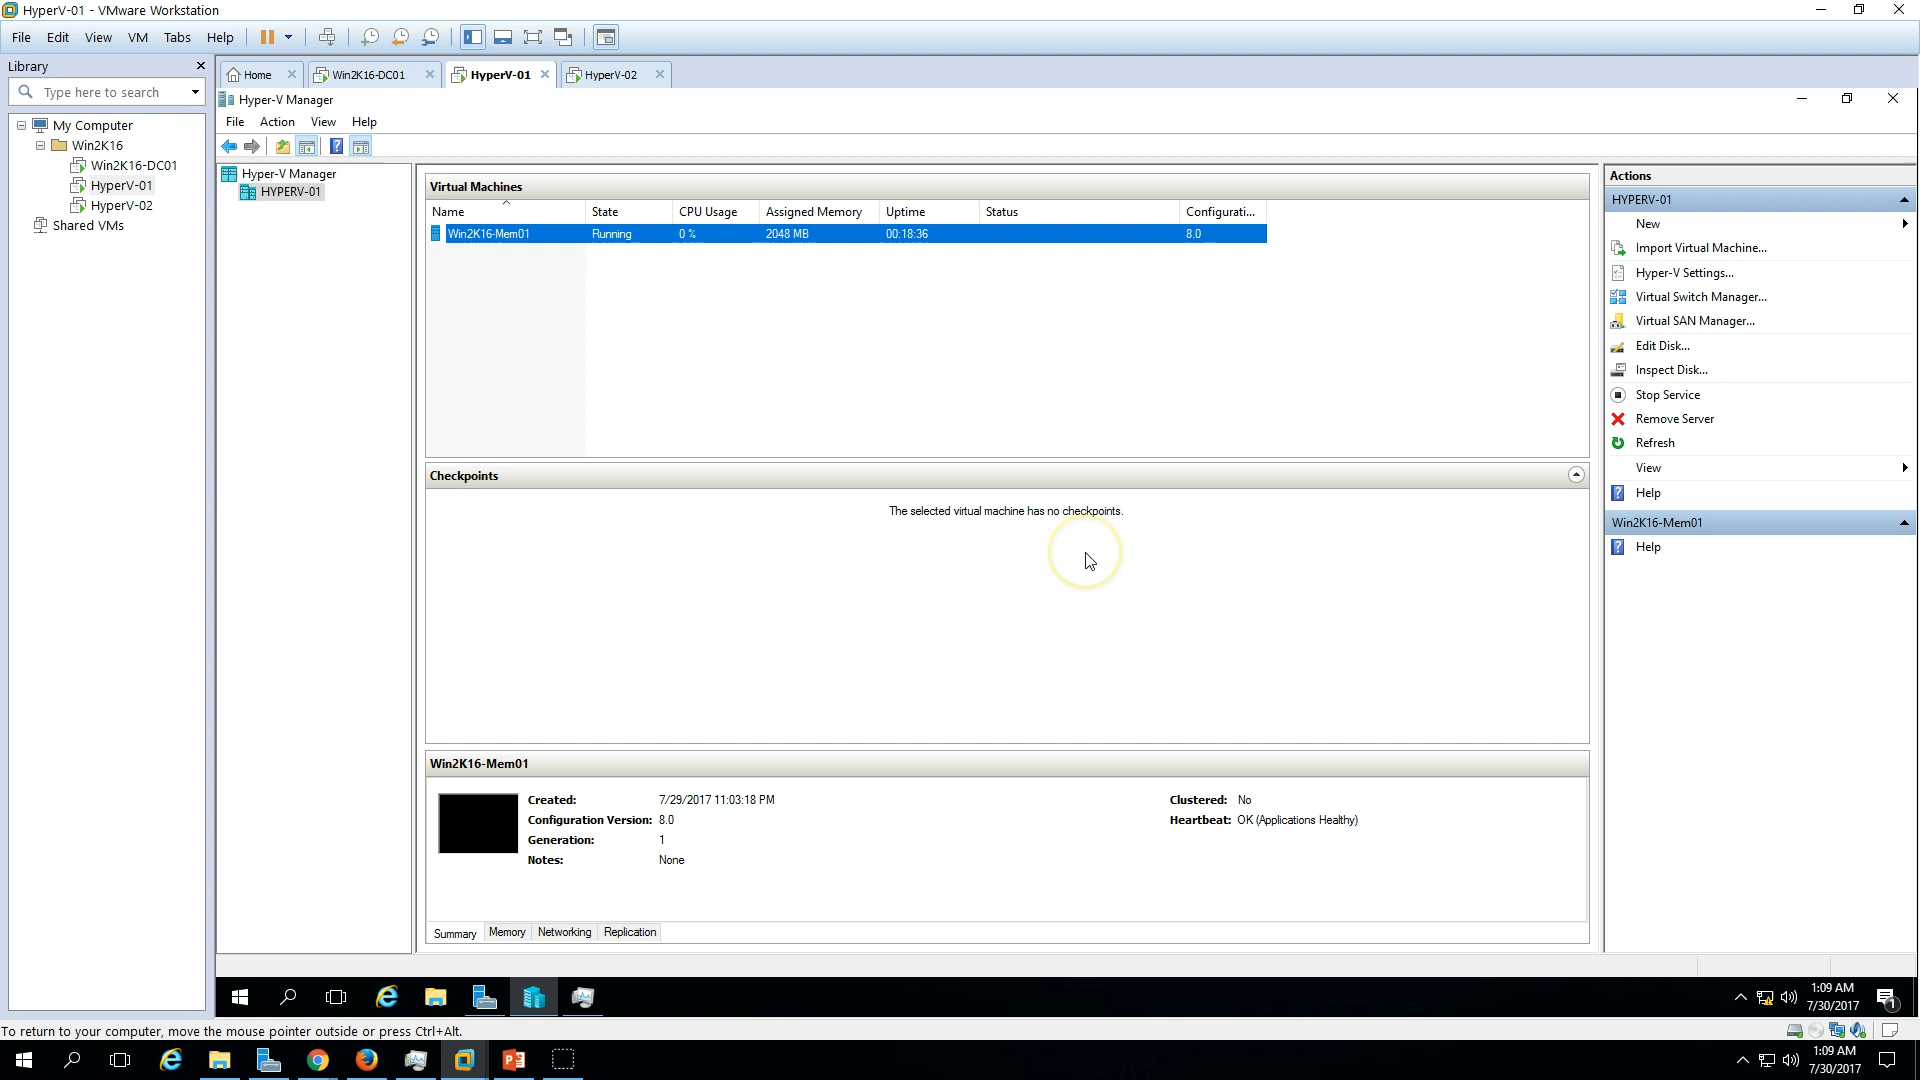 HyperV-01 - VMware Workstation
File Edit View VM Tabs Help
Library
Type here to search
My Computer
Win2K16
Win2K16-DC01
HyperV-01
HyperV-02
Shared VMs
Home Win2K16-DC01 HyperV-01 HyperV-02
Hyper-V Manager
File Action View Help
Hyper-V Manager
HYPERV-01
Virtual Machines
Name State CPU Usage Assigned Memory Uptime Status Configurati...
Win2K16-Mem01 Running 0 % 2048 MB 00:18:36 8.0
Checkpoints
The selected virtual machine has no checkpoints.
Win2K16-Mem01
Created: 7/29/2017 11:03:18 PM Clustered: No
Configuration Version: 8.0 Heartbeat: OK (Applications Healthy)
Generation: 1
Notes: None
Summary Memory Networking Replication
Actions
HYPERV-01
New
Import Virtual Machine...
Hyper-V Settings...
Virtual Switch Manager...
Virtual SAN Manager...
Edit Disk...
Inspect Disk...
Stop Service
Remove Server
Refresh
View
Help
Win2K16-Mem01
Help
1:09 AM
7/30/2017
1
To return to your computer, move the mouse pointer outside or press Ctrl+Alt.
1:09 AM
7/30/2017